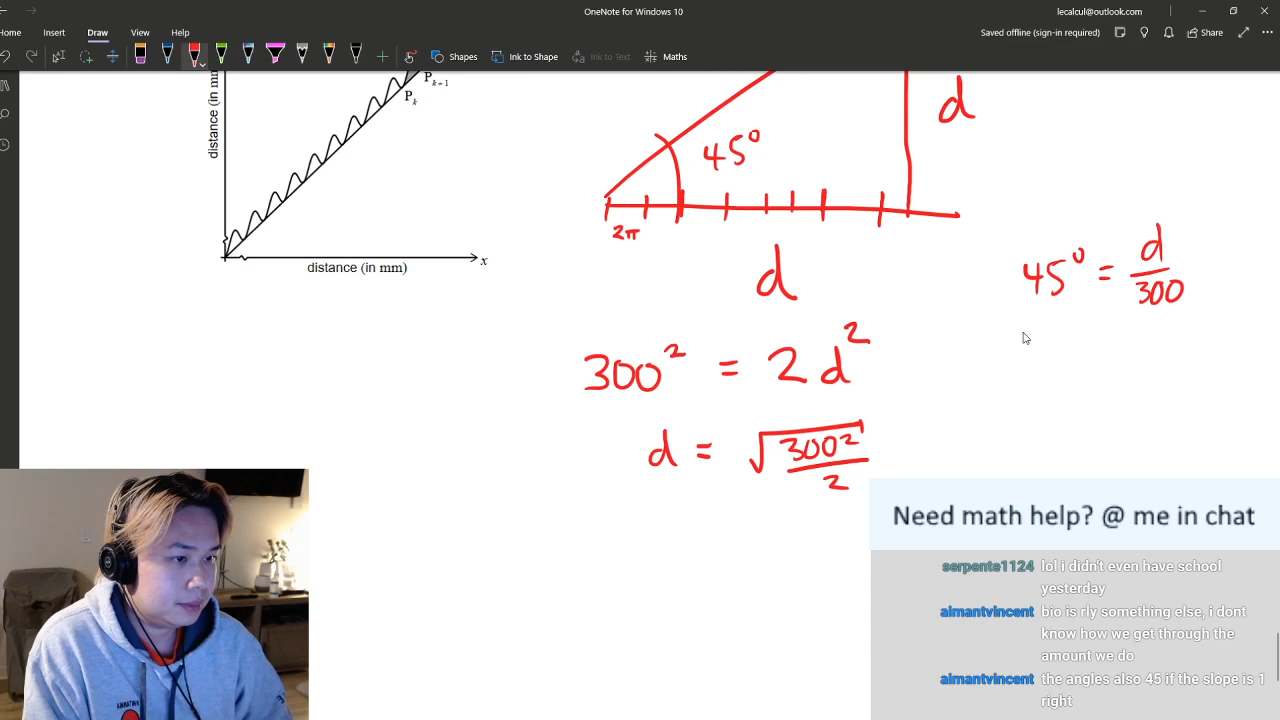 OneNote for Windows 10
lecalcul@outlook.com
Home Insert Draw View Help
Saved offline (sign-in required) Share
Shapes Ink to Shape Ink to Text Maths
distance (in mm)
P k+1
P k
distance (in mm) x
d
45°
2π
d
45° = d/300
300² = 2d²
d = √300²/2
Need math help? @ me in chat
serpente1124 lol i didn't even have school
yesterday
aimantvincent bio is rly something else, i dont
know how we get through the
amount we do
aimantvincent the angles also 45 if the slope is 1
right